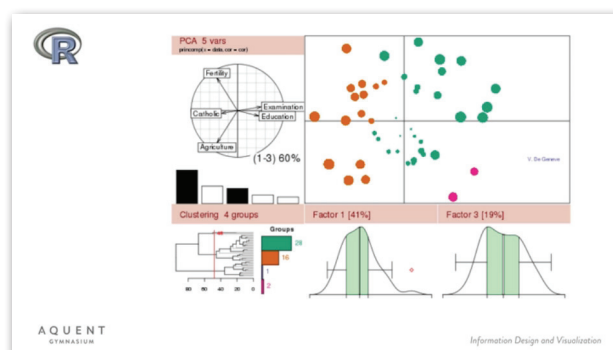 R
PCA 5 vars
princomp(x = data, cor = cor)
Fertility
Catholic
Examination
Education
Agriculture
(1-3) 60%
V. De Geneve
Clustering 4 groups
Factor 1 [41%]
Factor 3 [19%]
Groups
28
16
1
2
80 60 40 20 0
AQUENT
GYMNASIUM
Information Design and Visualization